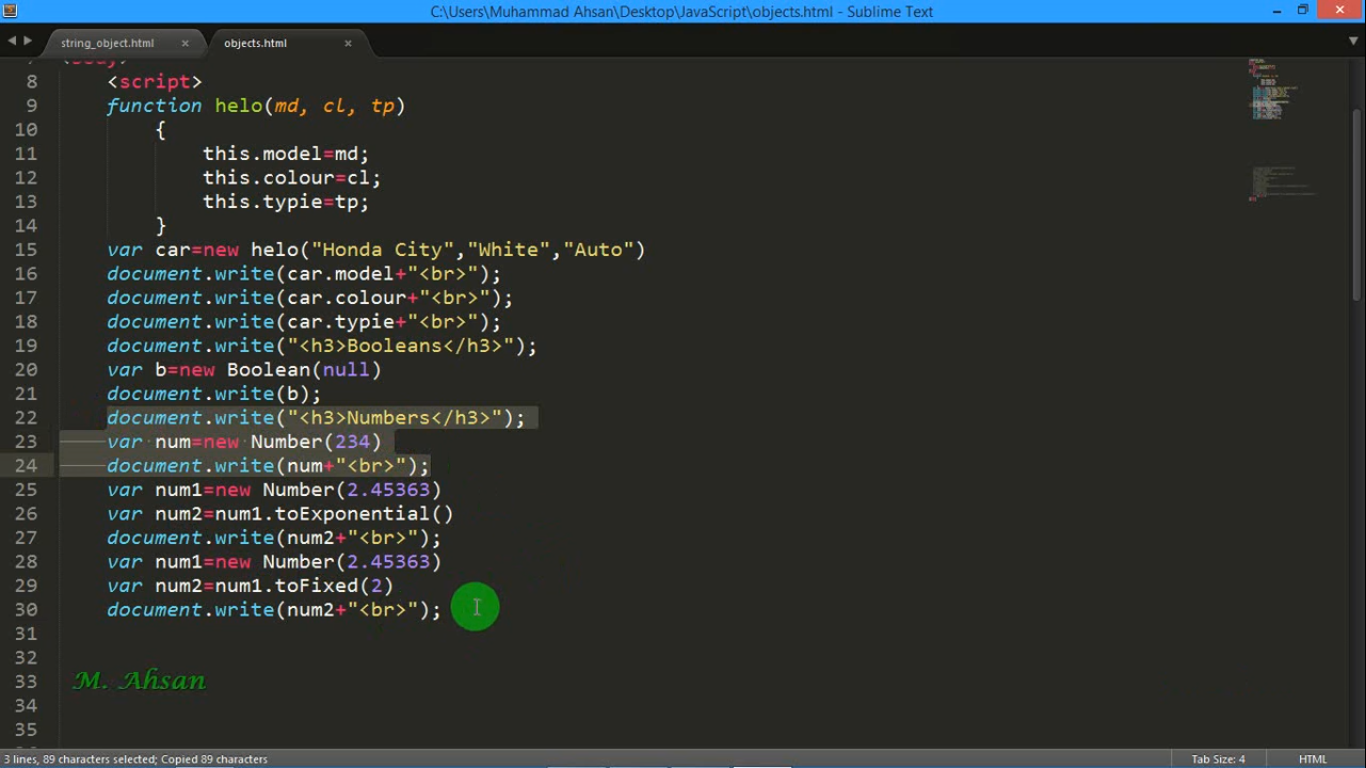 C:\Users\Muhammad Ahsan\Desktop\JavaScript\objects.html - Sublime Text
string_object.html × objects.html ×
8 <script>
9 function helo(md, cl, tp)
10 {
11 this.model=md;
12 this.colour=cl;
13 this.typie=tp;
14 }
15 var car=new helo("Honda City","White","Auto")
16 document.write(car.model+"<br>");
17 document.write(car.colour+"<br>");
18 document.write(car.typie+"<br>");
19 document.write("<h3>Booleans</h3>");
20 var b=new Boolean(null)
21 document.write(b);
22 document.write("<h3>Numbers</h3>");
23 var num=new Number(234)
24 document.write(num+"<br>");
25 var num1=new Number(2.45363)
26 var num2=num1.toExponential()
27 document.write(num2+"<br>");
28 var num1=new Number(2.45363)
29 var num2=num1.toFixed(2)
30 document.write(num2+"<br>");
31
32
33 M. Ahsan
34
35
3 lines, 89 characters selected; Copied 89 characters Tab Size: 4 HTML